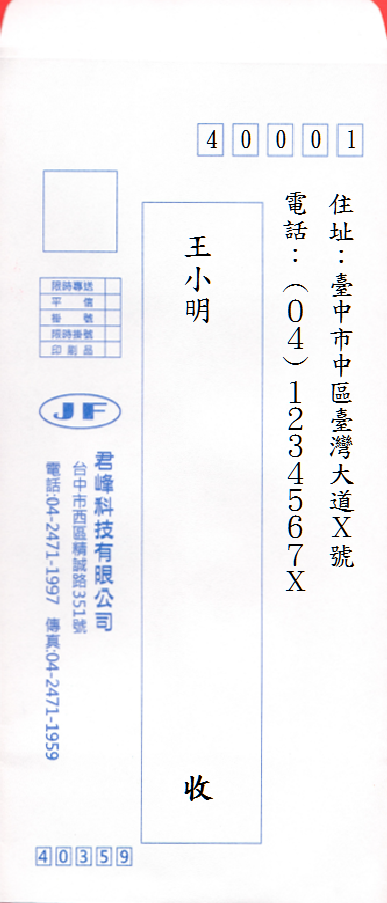 40001
住址：臺中市中區臺灣大道X號
電話：（04）1234567X
王小明
收
限時專送
平信
掛號
限時掛號
印刷品
JF
君峰科技有限公司
台中市西區精誠路351號
電話:04-2471-1997 傳真:04-2471-1959
40359